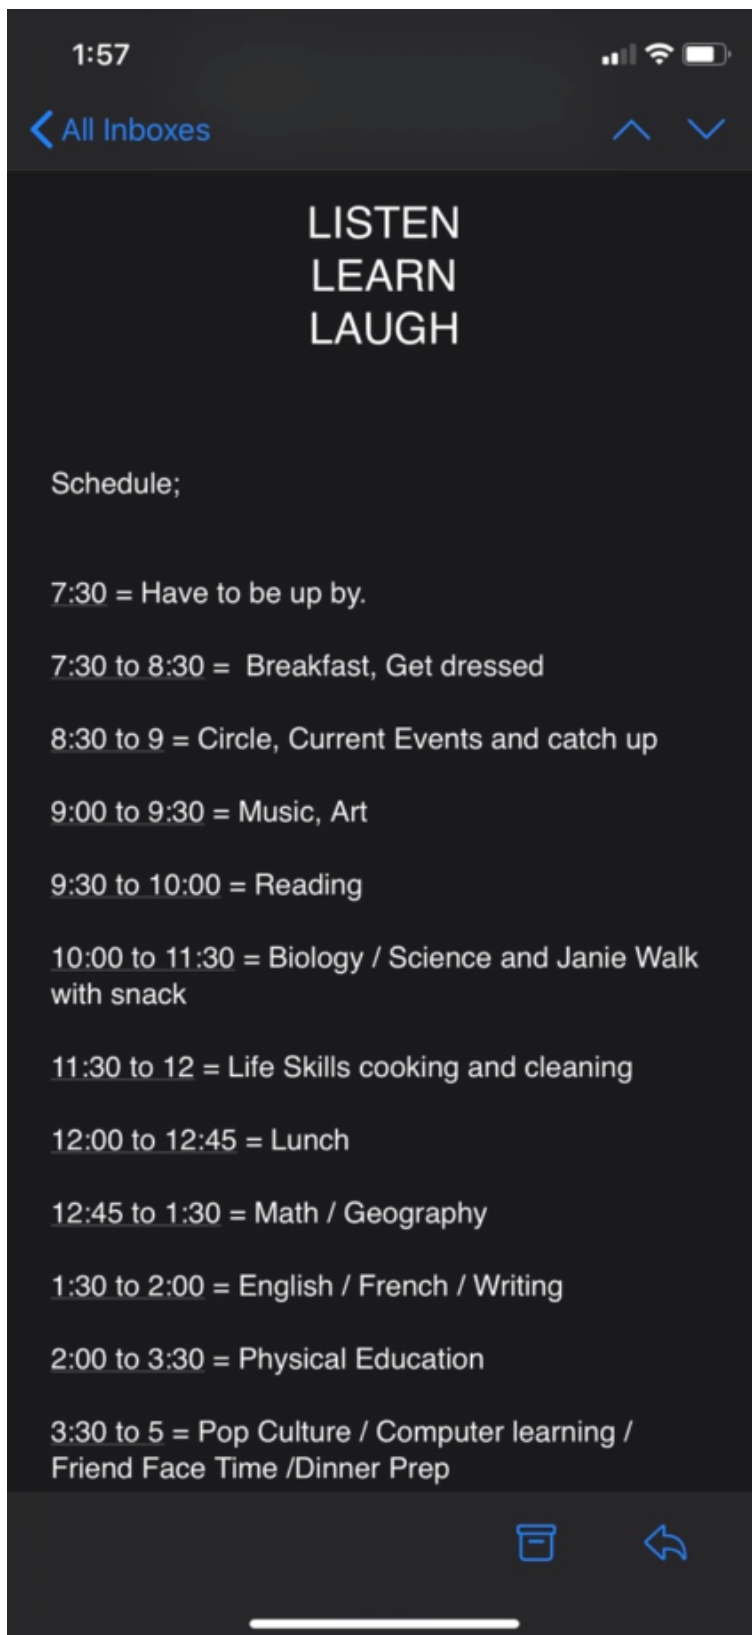 1:57
All Inboxes
LISTEN
LEARN
LAUGH
Schedule;
7:30 = Have to be up by.
7:30 to 8:30 =  Breakfast, Get dressed
8:30 to 9 = Circle, Current Events and catch up
9:00 to 9:30 = Music, Art
9:30 to 10:00 = Reading
10:00 to 11:30 = Biology / Science and Janie Walk
with snack
11:30 to 12 = Life Skills cooking and cleaning
12:00 to 12:45 = Lunch
12:45 to 1:30 = Math / Geography
1:30 to 2:00 = English / French / Writing
2:00 to 3:30 = Physical Education
3:30 to 5 = Pop Culture / Computer learning /
Friend Face Time /Dinner Prep